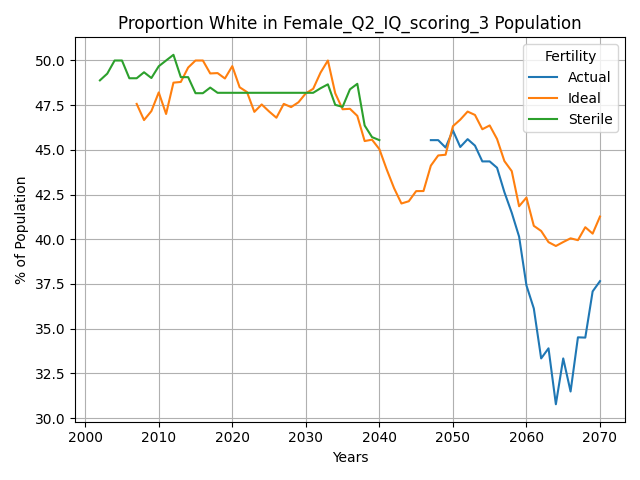 Proportion White in Female_Q2_IQ_scoring_3 Population
Fertility
Actual
Ideal
Sterile
% of Population
50.0
47.5
45.0
42.5
40.0
37.5
35.0
32.5
30.0
2000 2010 2020 2030 2040 2050 2060 2070
Years